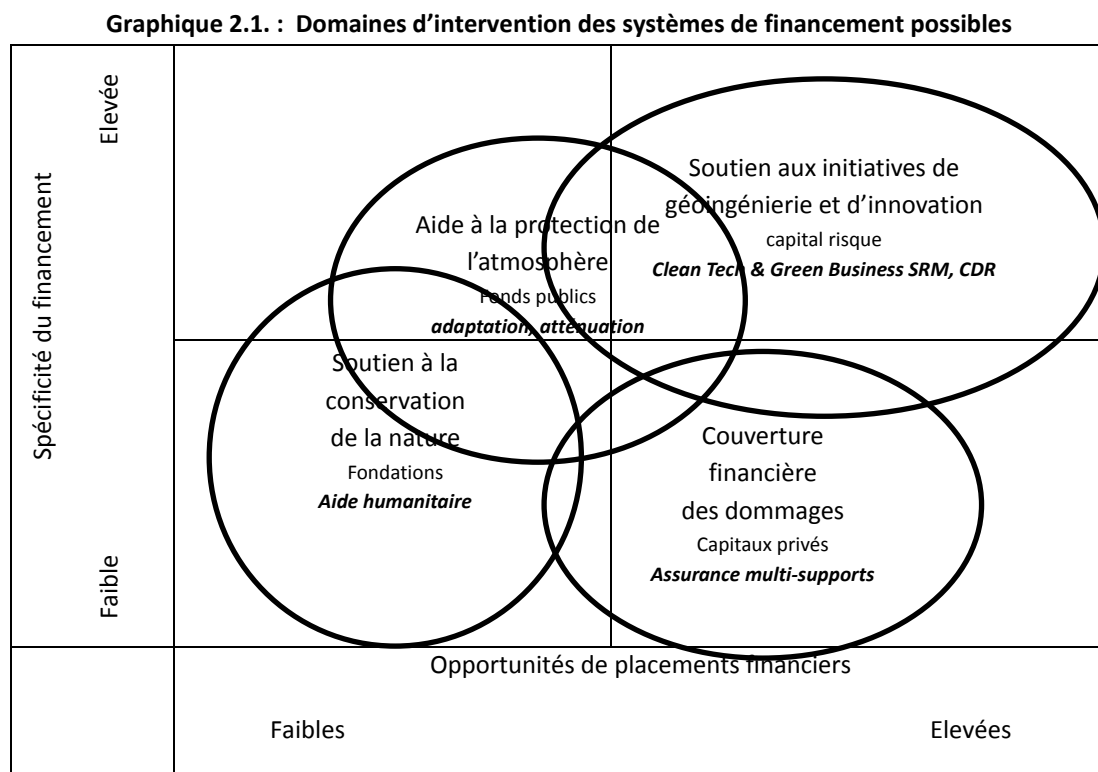 Graphique 2.1. : Domaines d'intervention des systèmes de financement possibles
Spécificité du financement
Elevée
Faible
Soutien aux initiatives de
géoingénierie et d'innovation
capital risque
Clean Tech & Green Business SRM, CDR
Aide à la protection de
l'atmosphère
Fonds publics
adaptation, atténuation
Soutien à la
conservation
de la nature
Fondations
Aide humanitaire
Couverture
financière
des dommages
Capitaux privés
Assurance multi-supports
Opportunités de placements financiers
Faibles
Elevées